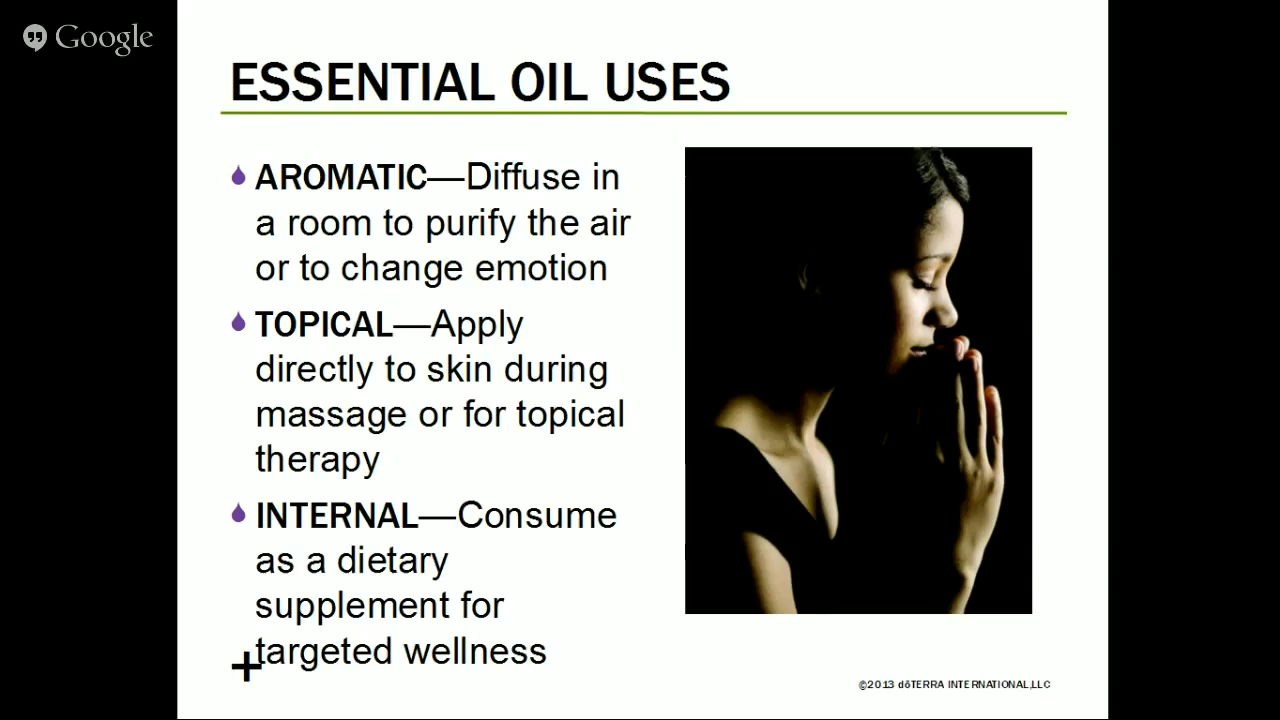 Google
ESSENTIAL OIL USES
AROMATIC—Diffuse in
a room to purify the air
or to change emotion
TOPICAL—Apply
directly to skin during
massage or for topical
therapy
INTERNAL—Consume
as a dietary
supplement for
targeted wellness
©2013 dōTERRA INTERNATIONAL,LLC